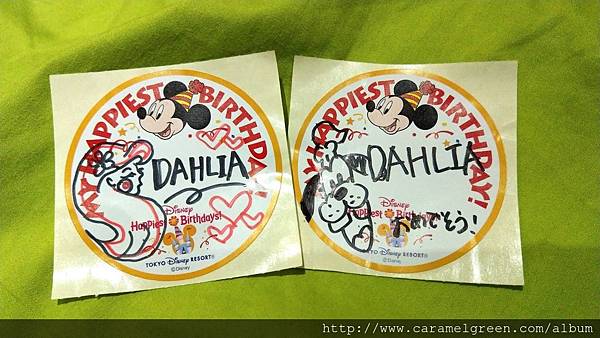 MY HAPPIEST BIRTHDAY!
DAHLIA
Disney
Happiest Birthdays!
TOKYO DISNEY RESORT®
©Disney
MY HAPPIEST BIRTHDAY!
DAHLIA
Disney
Happiest Birthdays!
おめでとう!
TOKYO DISNEY RESORT®
©Disney
http://www.caramelgreen.com/album